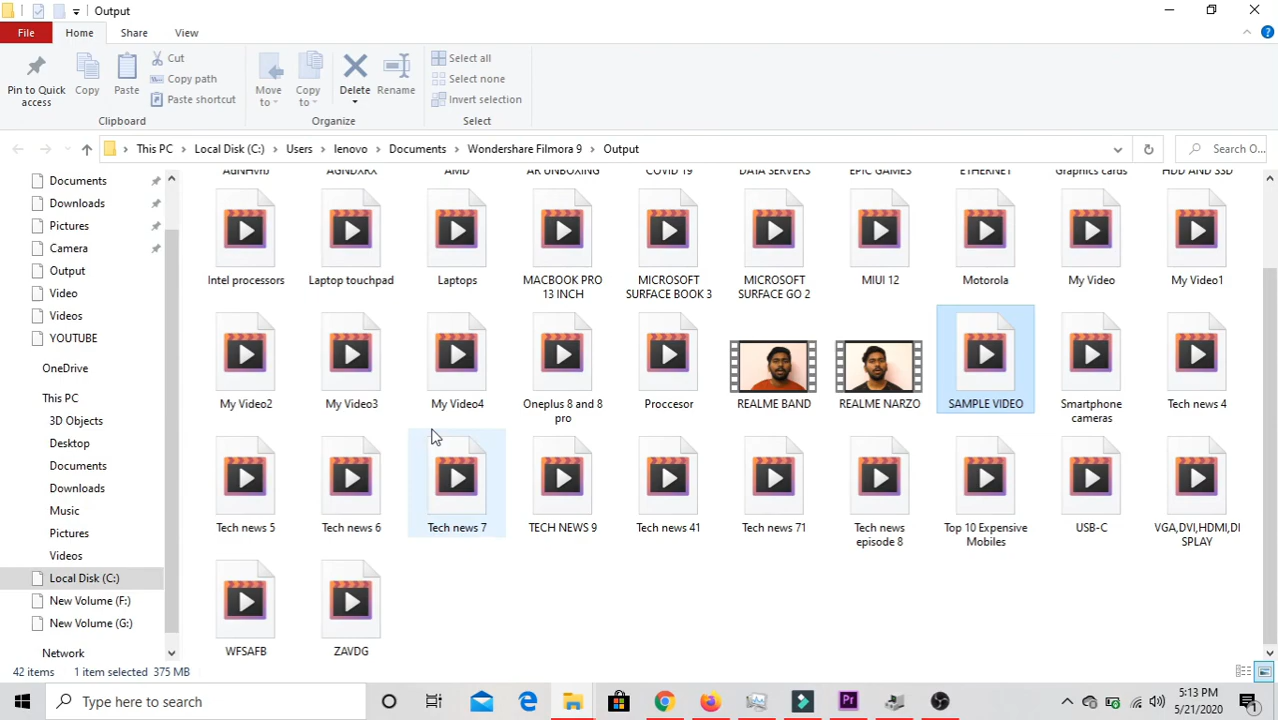 Output
File Home Share View
Cut
Select all
Copy path
Select none
Pin to Quick access
Copy
Paste
Move to
Copy to
Delete
Rename
Paste shortcut
Invert selection
Clipboard
Organize
Select
This PC Local Disk (C:) Users lenovo Documents Wondershare Filmora 9 Output
Search O...
AgNHvrb
AGNDXRX
AMD
AR UNBOXING
COVID 19
DATA SERVERS
EPIC GAMES
ETHERNET
Graphics cards
HDD AND SSD
Documents
Downloads
Pictures
Camera
Output
Video
Videos
YOUTUBE
OneDrive
This PC
3D Objects
Desktop
Documents
Downloads
Music
Pictures
Videos
Local Disk (C:)
New Volume (F:)
New Volume (G:)
Network
Intel processors
Laptop touchpad
Laptops
MACBOOK PRO
13 INCH
MICROSOFT
SURFACE BOOK 3
MICROSOFT
SURFACE GO 2
MIUI 12
Motorola
My Video
My Video1
My Video2
My Video3
My Video4
Oneplus 8 and 8
pro
Proccesor
REALME BAND
REALME NARZO
SAMPLE VIDEO
Smartphone
cameras
Tech news 4
Tech news 5
Tech news 6
Tech news 7
TECH NEWS 9
Tech news 41
Tech news 71
Tech news
episode 8
Top 10 Expensive
Mobiles
USB-C
VGA,DVI,HDMI,DI
SPLAY
WFSAFB
ZAVDG
42 items 1 item selected 375 MB
Type here to search
Pr
5:13 PM
5/21/2020
1